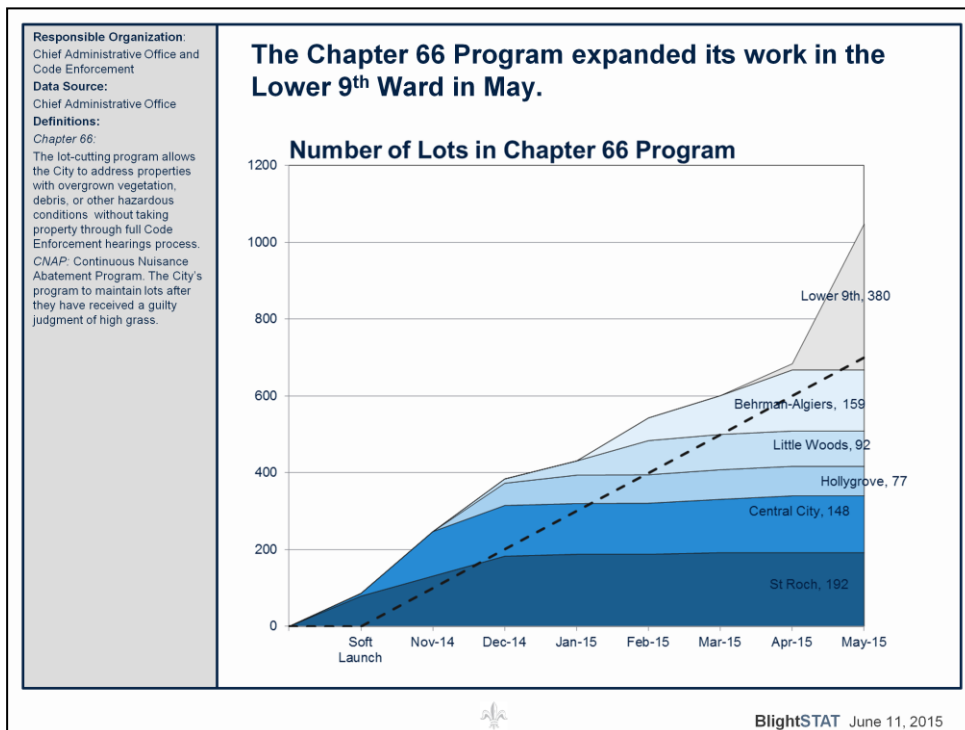 Responsible Organization:
Chief Administrative Office and
Code Enforcement
Data Source:
Chief Administrative Office
Definitions:
Chapter 66:
The lot-cutting program allows
the City to address properties
with overgrown vegetation,
debris, or other hazardous
conditions without taking
property through full Code
Enforcement hearings process.
CNAP: Continuous Nuisance
Abatement Program. The City's
program to maintain lots after
they have received a guilty
judgment of high grass.
The Chapter 66 Program expanded its work in the
Lower 9th Ward in May.
Number of Lots in Chapter 66 Program
1200
1000
800
600
400
200
0
Lower 9th, 380
Behrman-Algiers, 159
Little Woods, 92
Hollygrove, 77
Central City, 148
St Roch, 192
Soft
Launch
Nov-14
Dec-14
Jan-15
Feb-15
Mar-15
Apr-15
May-15
BlightSTAT June 11, 2015